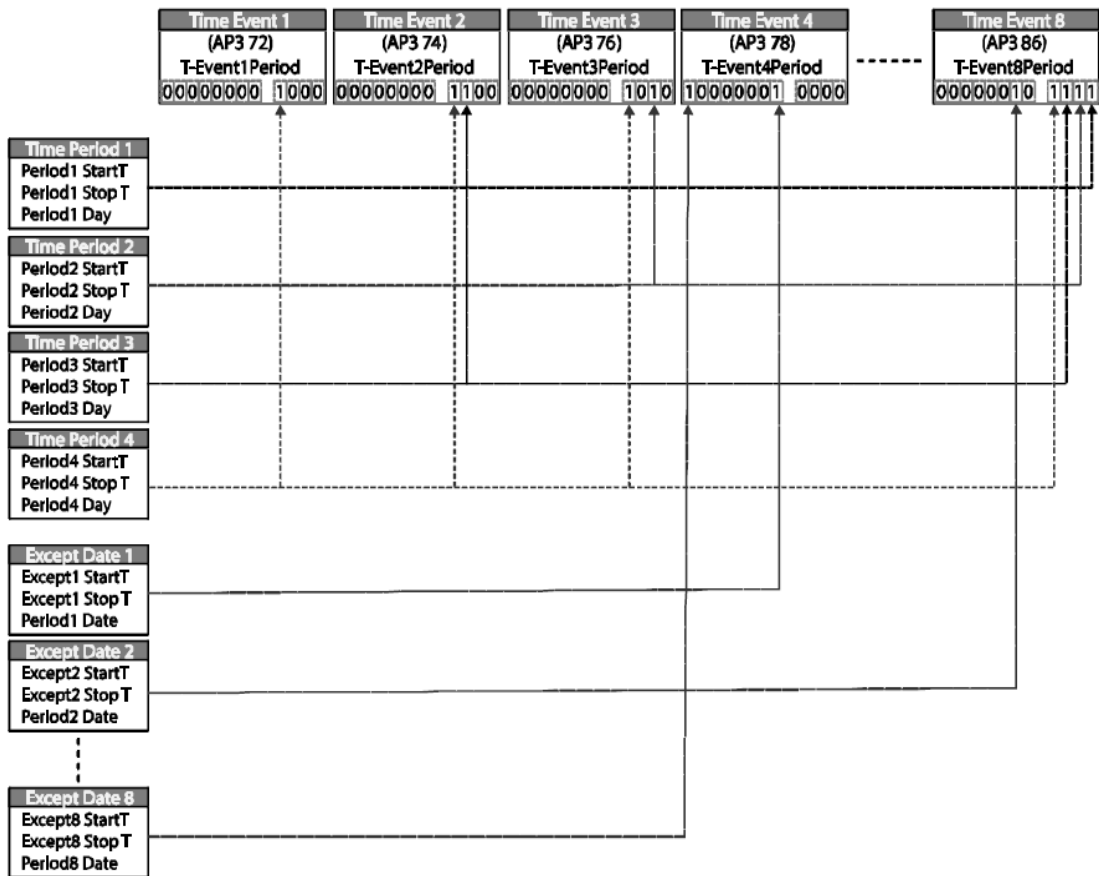 Time Event 1
(AP3 72)
T-Event1Period
00000000 1000
Time Event 2
(AP3 74)
T-Event2Period
00000000 1100
Time Event 3
(AP3 76)
T-Event3Period
00000000 1010
Time Event 4
(AP3 78)
T-Event4Period
10000001 0000
Time Event 8
(AP3 86)
T-Event8Period
00000010 1111
Time Period 1
Period1 StartT
Period1 Stop T
Period1 Day
Time Period 2
Period2 StartT
Period2 Stop T
Period2 Day
Time Period 3
Period3 StartT
Period3 Stop T
Period3 Day
Time Period 4
Period4 StartT
Period4 Stop T
Period4 Day
Except Date 1
Except1 StartT
Except1 Stop T
Period1 Date
Except Date 2
Except2 StartT
Except2 Stop T
Period2 Date
Except Date 8
Except8 StartT
Except8 Stop T
Period8 Date